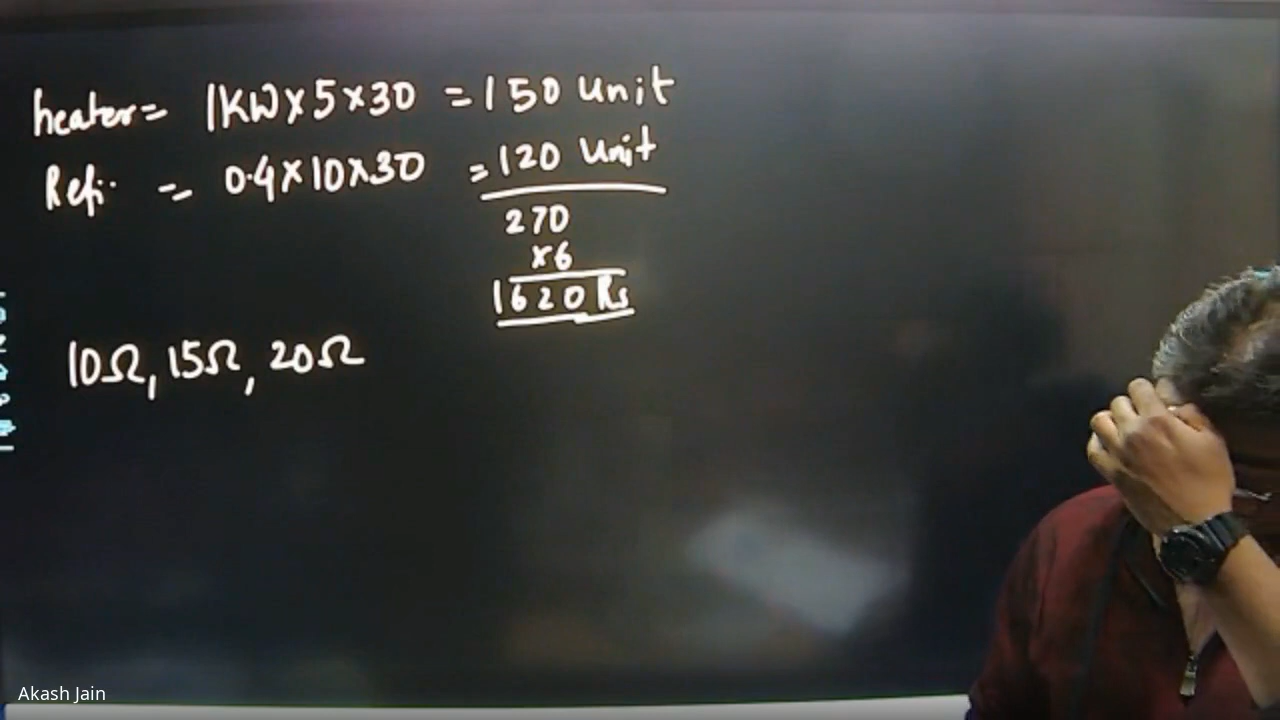 heater = 1KW×5×30 = 150 Unit
Refi. = 0.4×10×30 = 120 Unit
270
×6
1620 Rs
10Ω, 15Ω, 20Ω
Akash Jain